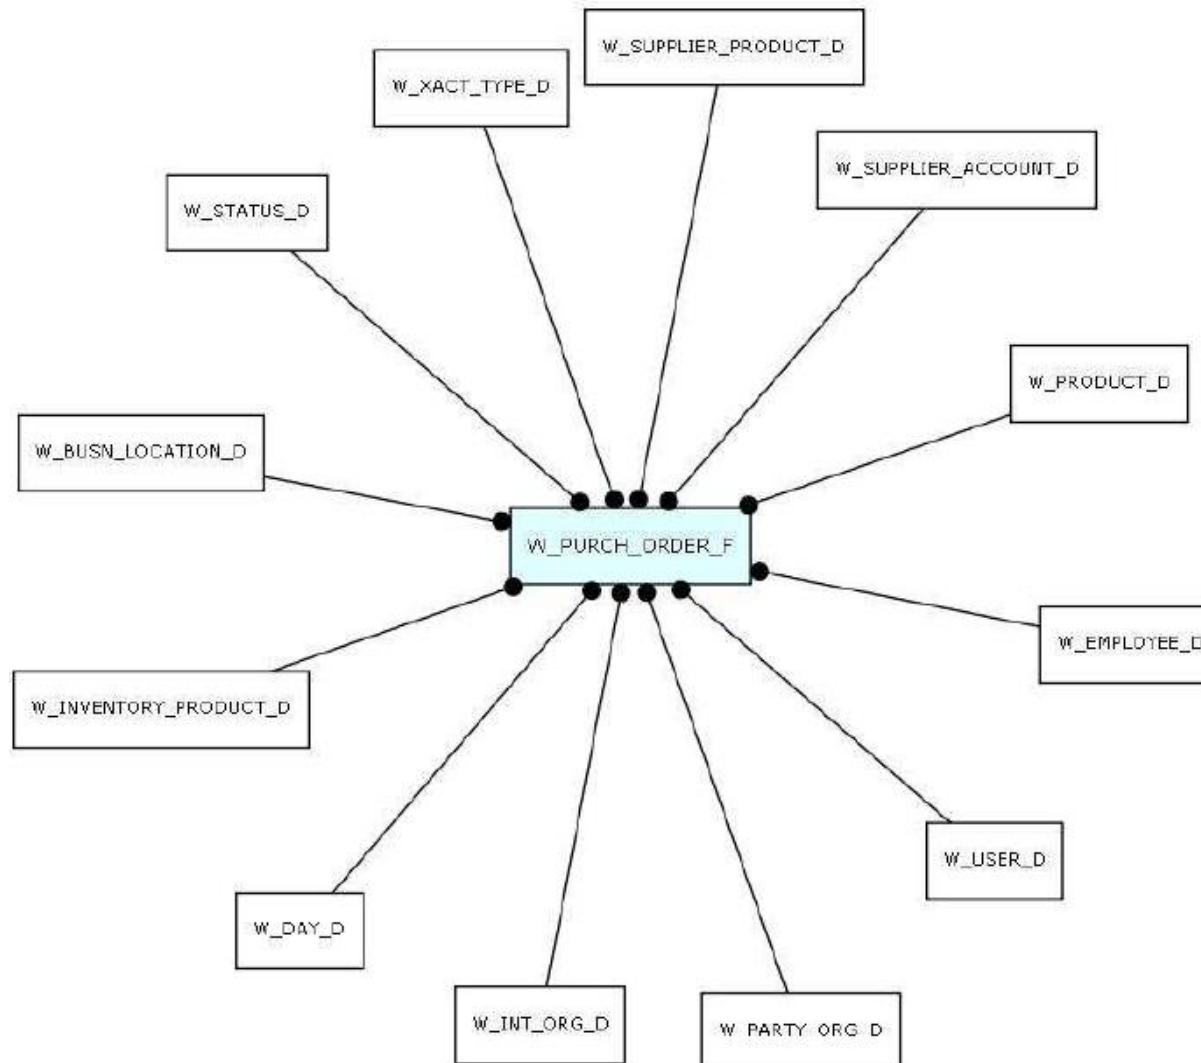 W_SUPPLIER_PRODUCT_D
W_XACT_TYPE_D
W_SUPPLIER_ACCOUNT_D
W_STATUS_D
W_PRODUCT_D
W_BUSN_LOCATION_D
W_PURCH_ORDER_F
W_EMPLOYEE_D
W_INVENTORY_PRODUCT_D
W_USER_D
W_DAY_D
W_INT_ORG_D
W_PARTY_ORG_D